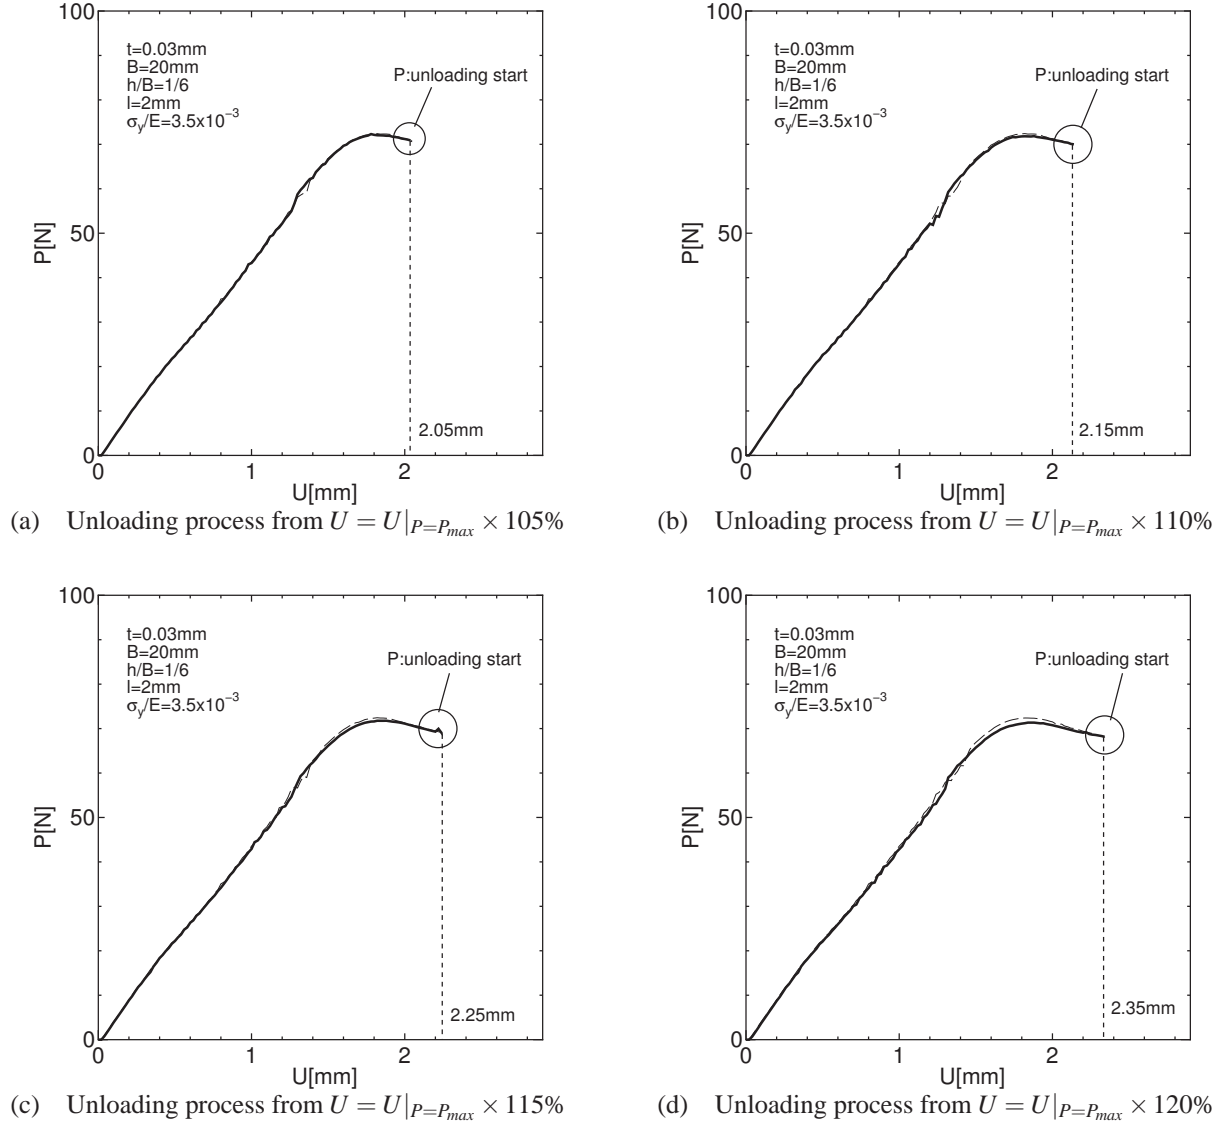 100
t=0.03mm
B=20mm
h/B=1/6
l=2mm
σy/E=3.5x10−3
P:unloading start
50
P[N]
2.05mm
0
0 1 2
U[mm]
(a) Unloading process from U = U|P=Pmax × 105%
100
t=0.03mm
B=20mm
h/B=1/6
l=2mm
σy/E=3.5x10−3
P:unloading start
50
P[N]
2.15mm
0
0 1 2
U[mm]
(b) Unloading process from U = U|P=Pmax × 110%
100
t=0.03mm
B=20mm
h/B=1/6
l=2mm
σy/E=3.5x10−3
P:unloading start
50
P[N]
2.25mm
0
0 1 2
U[mm]
(c) Unloading process from U = U|P=Pmax × 115%
100
t=0.03mm
B=20mm
h/B=1/6
l=2mm
σy/E=3.5x10−3
P:unloading start
50
P[N]
2.35mm
0
0 1 2
U[mm]
(d) Unloading process from U = U|P=Pmax × 120%